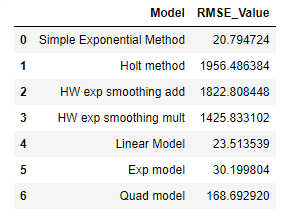 Model RMSE_Value
0 Simple Exponential Method 20.794724
1 Holt method 1956.486384
2 HW exp smoothing add 1822.808448
3 HW exp smoothing mult 1425.833102
4 Linear Model 23.513539
5 Exp model 30.199804
6 Quad model 168.692920